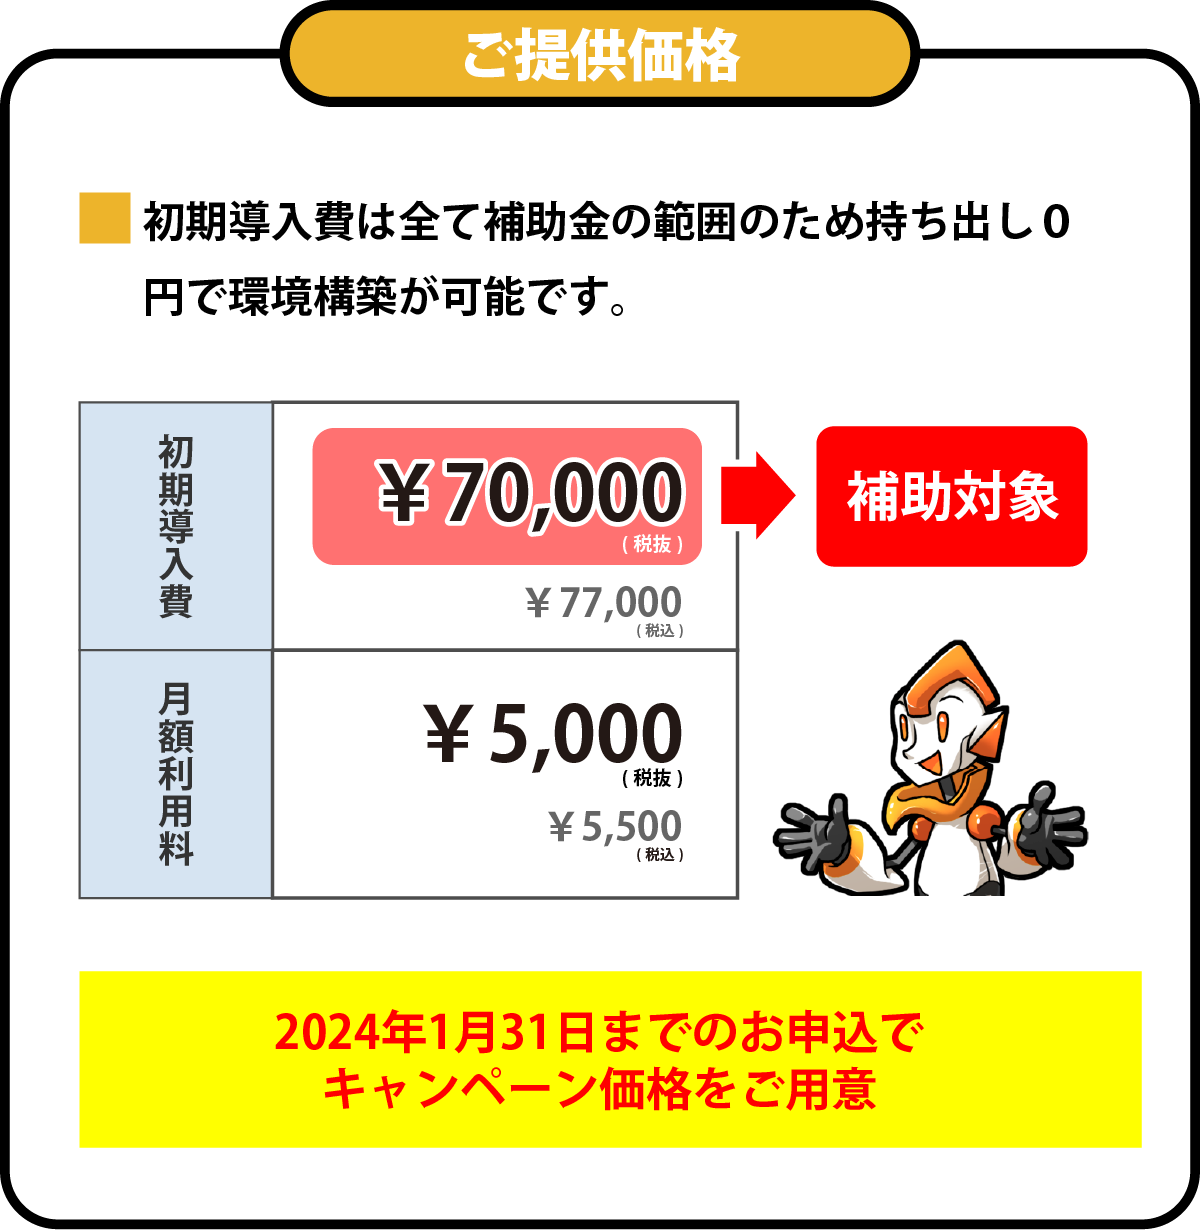 ご提供価格
初期導入費は全て補助金の範囲のため持ち出し０
円で環境構築が可能です。
初期導入費
￥70,000
(税抜)
￥77,000
(税込)
補助対象
月額利用料
￥5,000
(税抜)
￥5,500
(税込)
2024年1月31日までのお申込で
キャンペーン価格をご用意